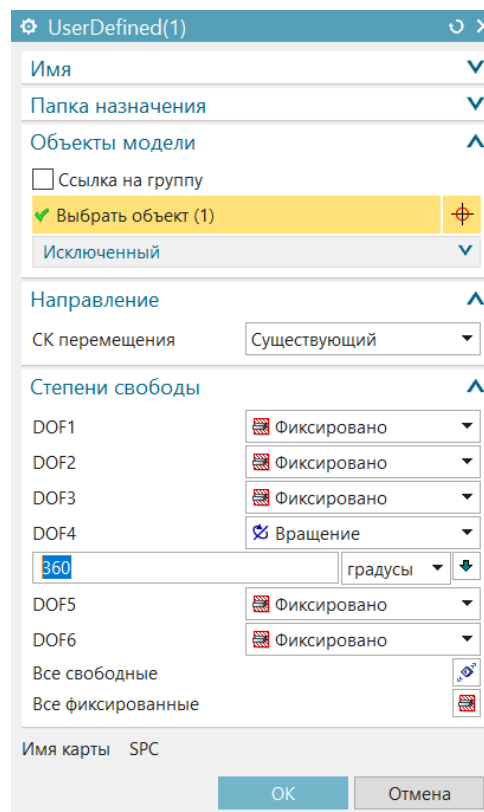 UserDefined(1)
Имя
Папка назначения
Объекты модели
Ссылка на группу
Выбрать объект (1)
Исключенный
Направление
СК перемещения Существующий
Степени свободы
DOF1 Фиксировано
DOF2 Фиксировано
DOF3 Фиксировано
DOF4 Вращение
360 градусы
DOF5 Фиксировано
DOF6 Фиксировано
Все свободные
Все фиксированные
Имя карты SPC
OK Отмена